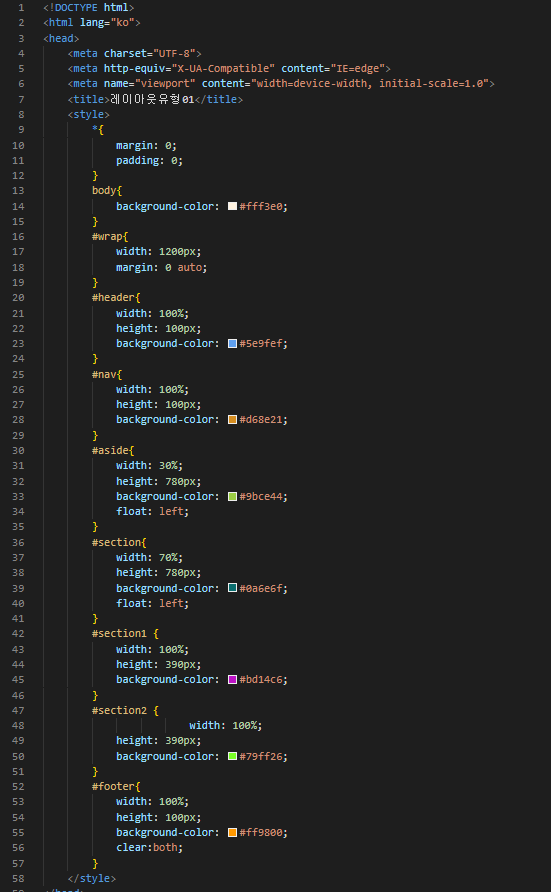 1 <!DOCTYPE html>
2 <html lang="ko">
3 <head>
4 <meta charset="UTF-8">
5 <meta http-equiv="X-UA-Compatible" content="IE=edge">
6 <meta name="viewport" content="width=device-width, initial-scale=1.0">
7 <title>레이아웃유형01</title>
8 <style>
9 *{
10 margin: 0;
11 padding: 0;
12 }
13 body{
14 background-color: #fff3e0;
15 }
16 #wrap{
17 width: 1200px;
18 margin: 0 auto;
19 }
20 #header{
21 width: 100%;
22 height: 100px;
23 background-color: #5e9fef;
24 }
25 #nav{
26 width: 100%;
27 height: 100px;
28 background-color: #d68e21;
29 }
30 #aside{
31 width: 30%;
32 height: 780px;
33 background-color: #9bce44;
34 float: left;
35 }
36 #section{
37 width: 70%;
38 height: 780px;
39 background-color: #0a6e6f;
40 float: left;
41 }
42 #section1 {
43 width: 100%;
44 height: 390px;
45 background-color: #bd14c6;
46 }
47 #section2 {
48 width: 100%;
49 height: 390px;
50 background-color: #79ff26;
51 }
52 #footer{
53 width: 100%;
54 height: 100px;
55 background-color: #ff9800;
56 clear:both;
57 }
58 </style>